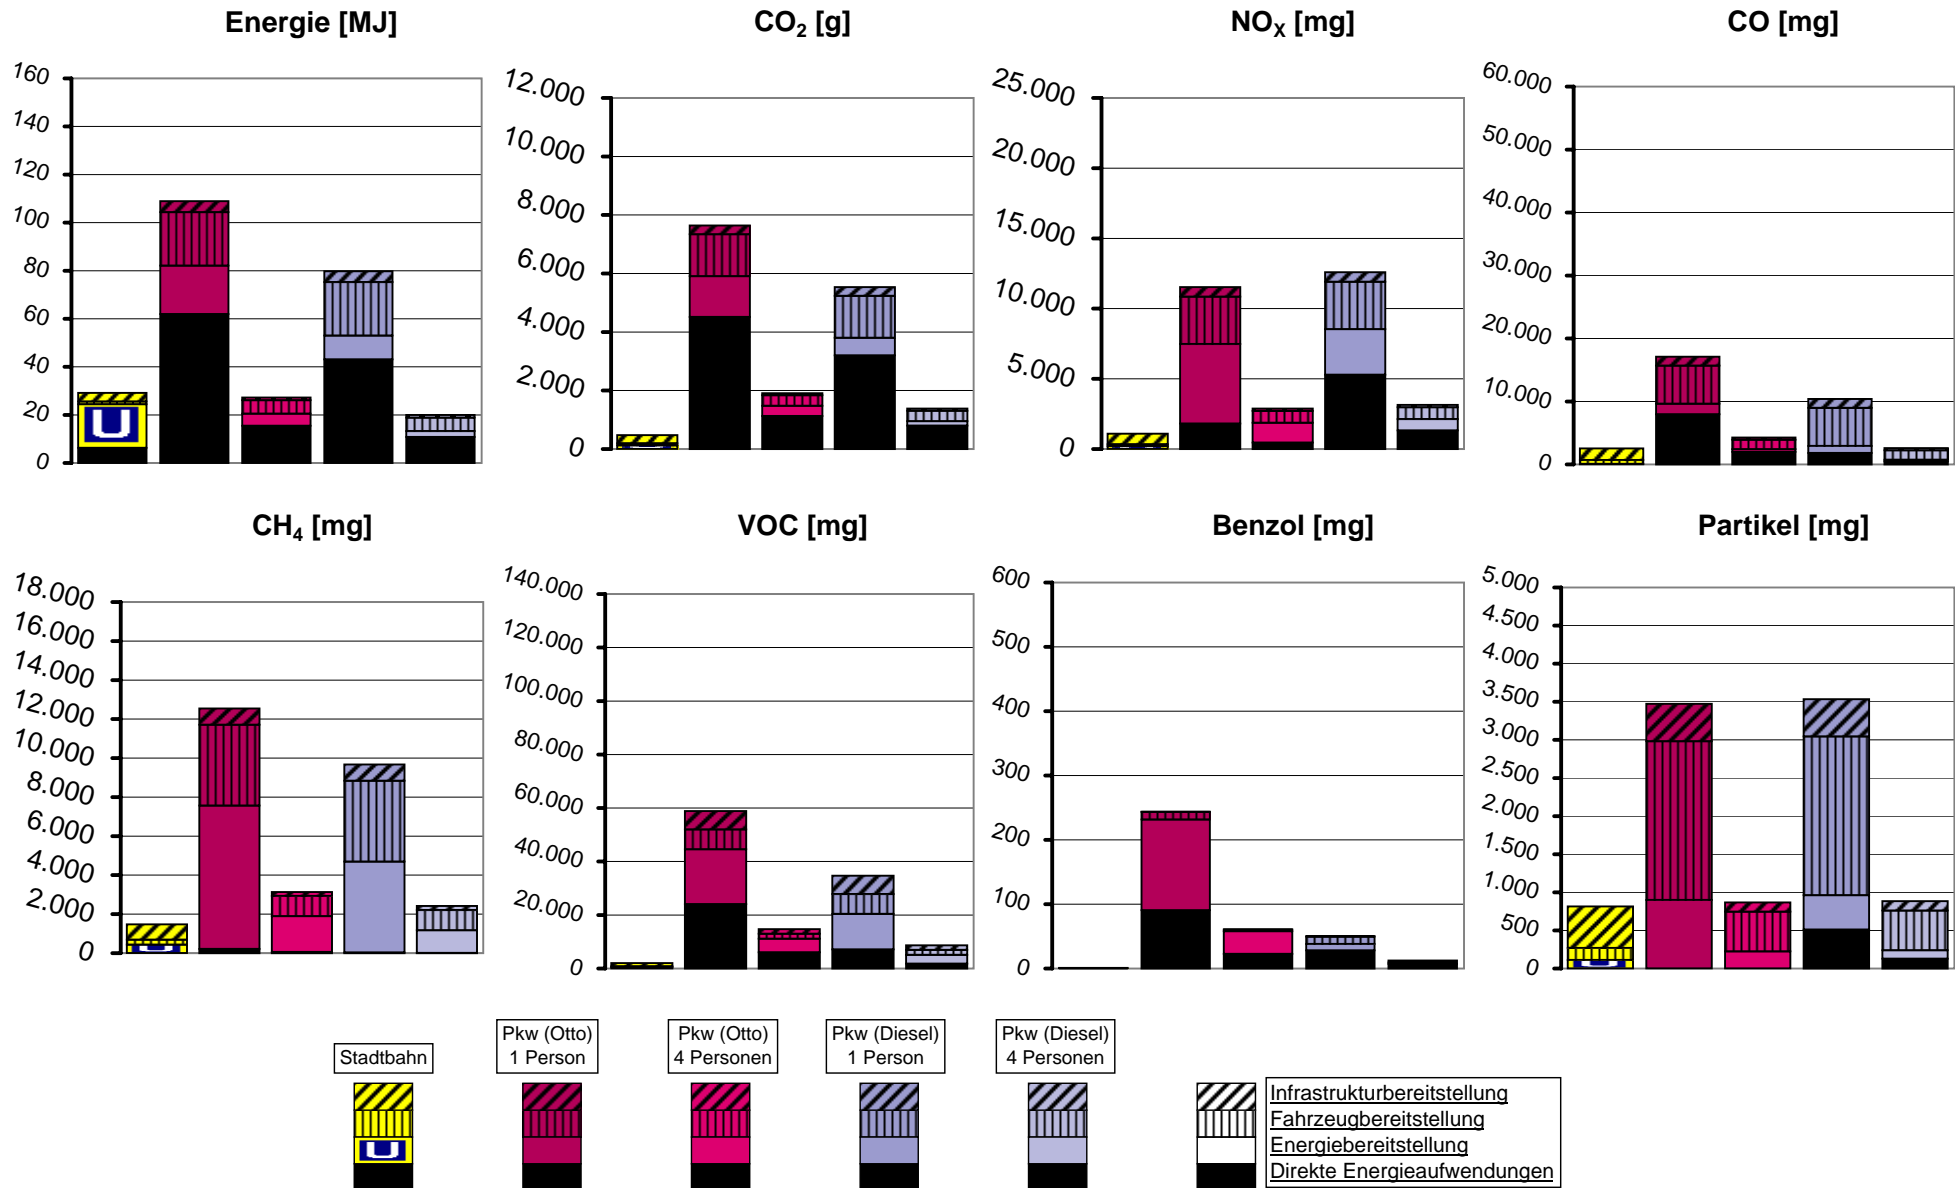 Energie [MJ]
CO₂ [g]
NOX [mg]
CO [mg]
160
140
120
100
80
60
40
20
0
12.000
10.000
8.000
6.000
4.000
2.000
0
25.000
20.000
15.000
10.000
5.000
0
60.000
50.000
40.000
30.000
20.000
10.000
0
U
CH₄ [mg]
VOC [mg]
Benzol [mg]
Partikel [mg]
18.000
16.000
14.000
12.000
10.000
8.000
6.000
4.000
2.000
0
140.000
120.000
100.000
80.000
60.000
40.000
20.000
0
600
500
400
300
200
100
0
5.000
4.500
4.000
3.500
3.000
2.500
2.000
1.500
1.000
500
0
Stadtbahn
Pkw (Otto)
1 Person
Pkw (Otto)
4 Personen
Pkw (Diesel)
1 Person
Pkw (Diesel)
4 Personen
U
Infrastrukturbereitstellung
Fahrzeugbereitstellung
Energiebereitstellung
Direkte Energieaufwendungen